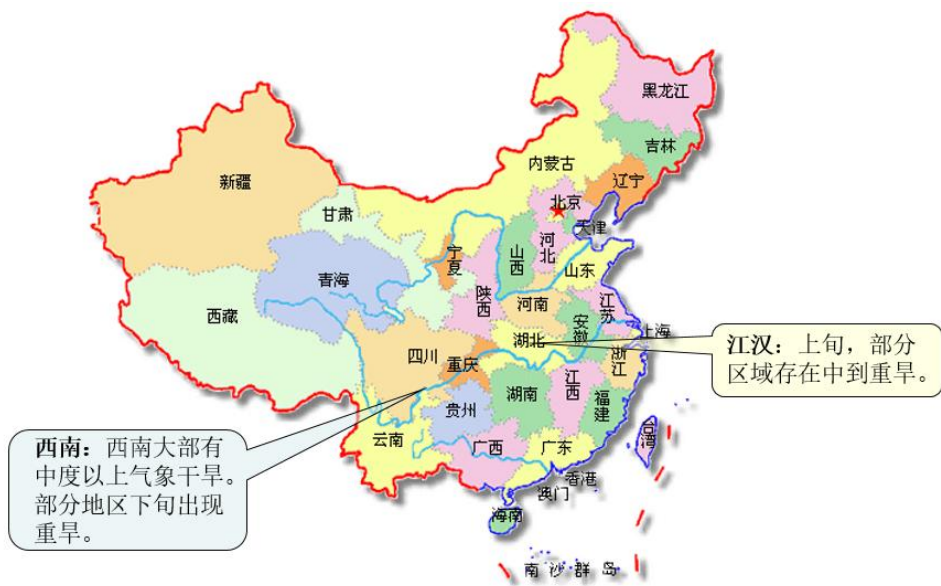 黑龙江
吉林
内蒙古
辽宁
新疆
北京
甘肃
天津
河北
山西
宁夏
山东
青海
陕西
河南
江苏
西藏
安徽
上海
湖北
四川
重庆
浙江
江汉：上旬，部分
区域存在中到重旱。
湖南
江西
贵州
福建
云南
广西
广东
台湾
西南：西南大部有
中度以上气象干旱。
部分地区下旬出现
重旱。
香港
澳门
海南
南沙群岛